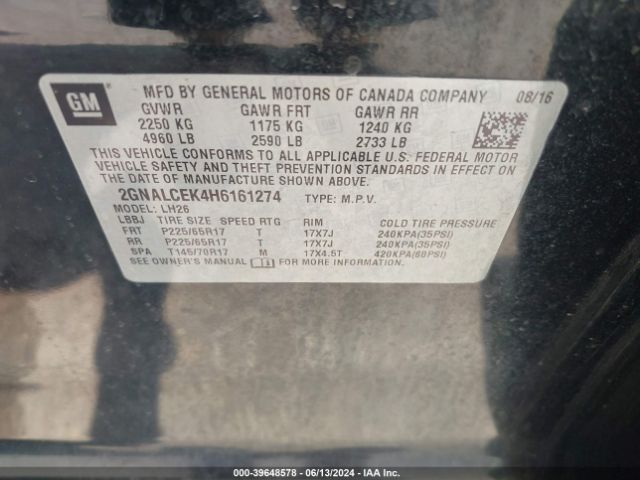 GM
MFD BY GENERAL MOTORS OF CANADA COMPANY 08/16
GVWR GAWR FRT GAWR RR
2250 KG 1175 KG 1240 KG
4960 LB 2590 LB 2733 LB
THIS VEHICLE CONFORMS TO ALL APPLICABLE U.S. FEDERAL MOTOR
VEHICLE SAFETY AND THEFT PREVENTION STANDARDS IN EFFECT
ON THE DATE OF MANUFACTURE SHOWN ABOVE.
2GNALCEK4H6161274 TYPE: M.P.V.
MODEL: LH26
LBBJ TIRE SIZE SPEED RTG RIM COLD TIRE PRESSURE
FRT P225/65R17 T 17X7J 240KPA(35PSI)
RR P225/65R17 T 17X7J 240KPA(35PSI)
SPA T145/70R17 M 17X4.5T 420KPA(60PSI)
SEE OWNER'S MANUAL FOR MORE INFORMATION.
000-39648578 - 06/13/2024 - IAA Inc.